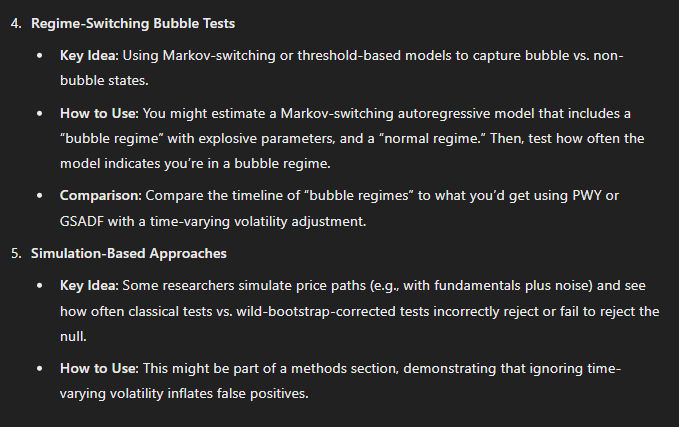 4. Regime-Switching Bubble Tests
• Key Idea: Using Markov-switching or threshold-based models to capture bubble vs. non-
bubble states.
• How to Use: You might estimate a Markov-switching autoregressive model that includes a
“bubble regime” with explosive parameters, and a “normal regime.” Then, test how often the
model indicates you’re in a bubble regime.
• Comparison: Compare the timeline of “bubble regimes” to what you’d get using PWY or
GSADF with a time-varying volatility adjustment.
5. Simulation-Based Approaches
• Key Idea: Some researchers simulate price paths (e.g., with fundamentals plus noise) and see
how often classical tests vs. wild-bootstrap-corrected tests incorrectly reject or fail to reject the
null.
• How to Use: This might be part of a methods section, demonstrating that ignoring time-
varying volatility inflates false positives.